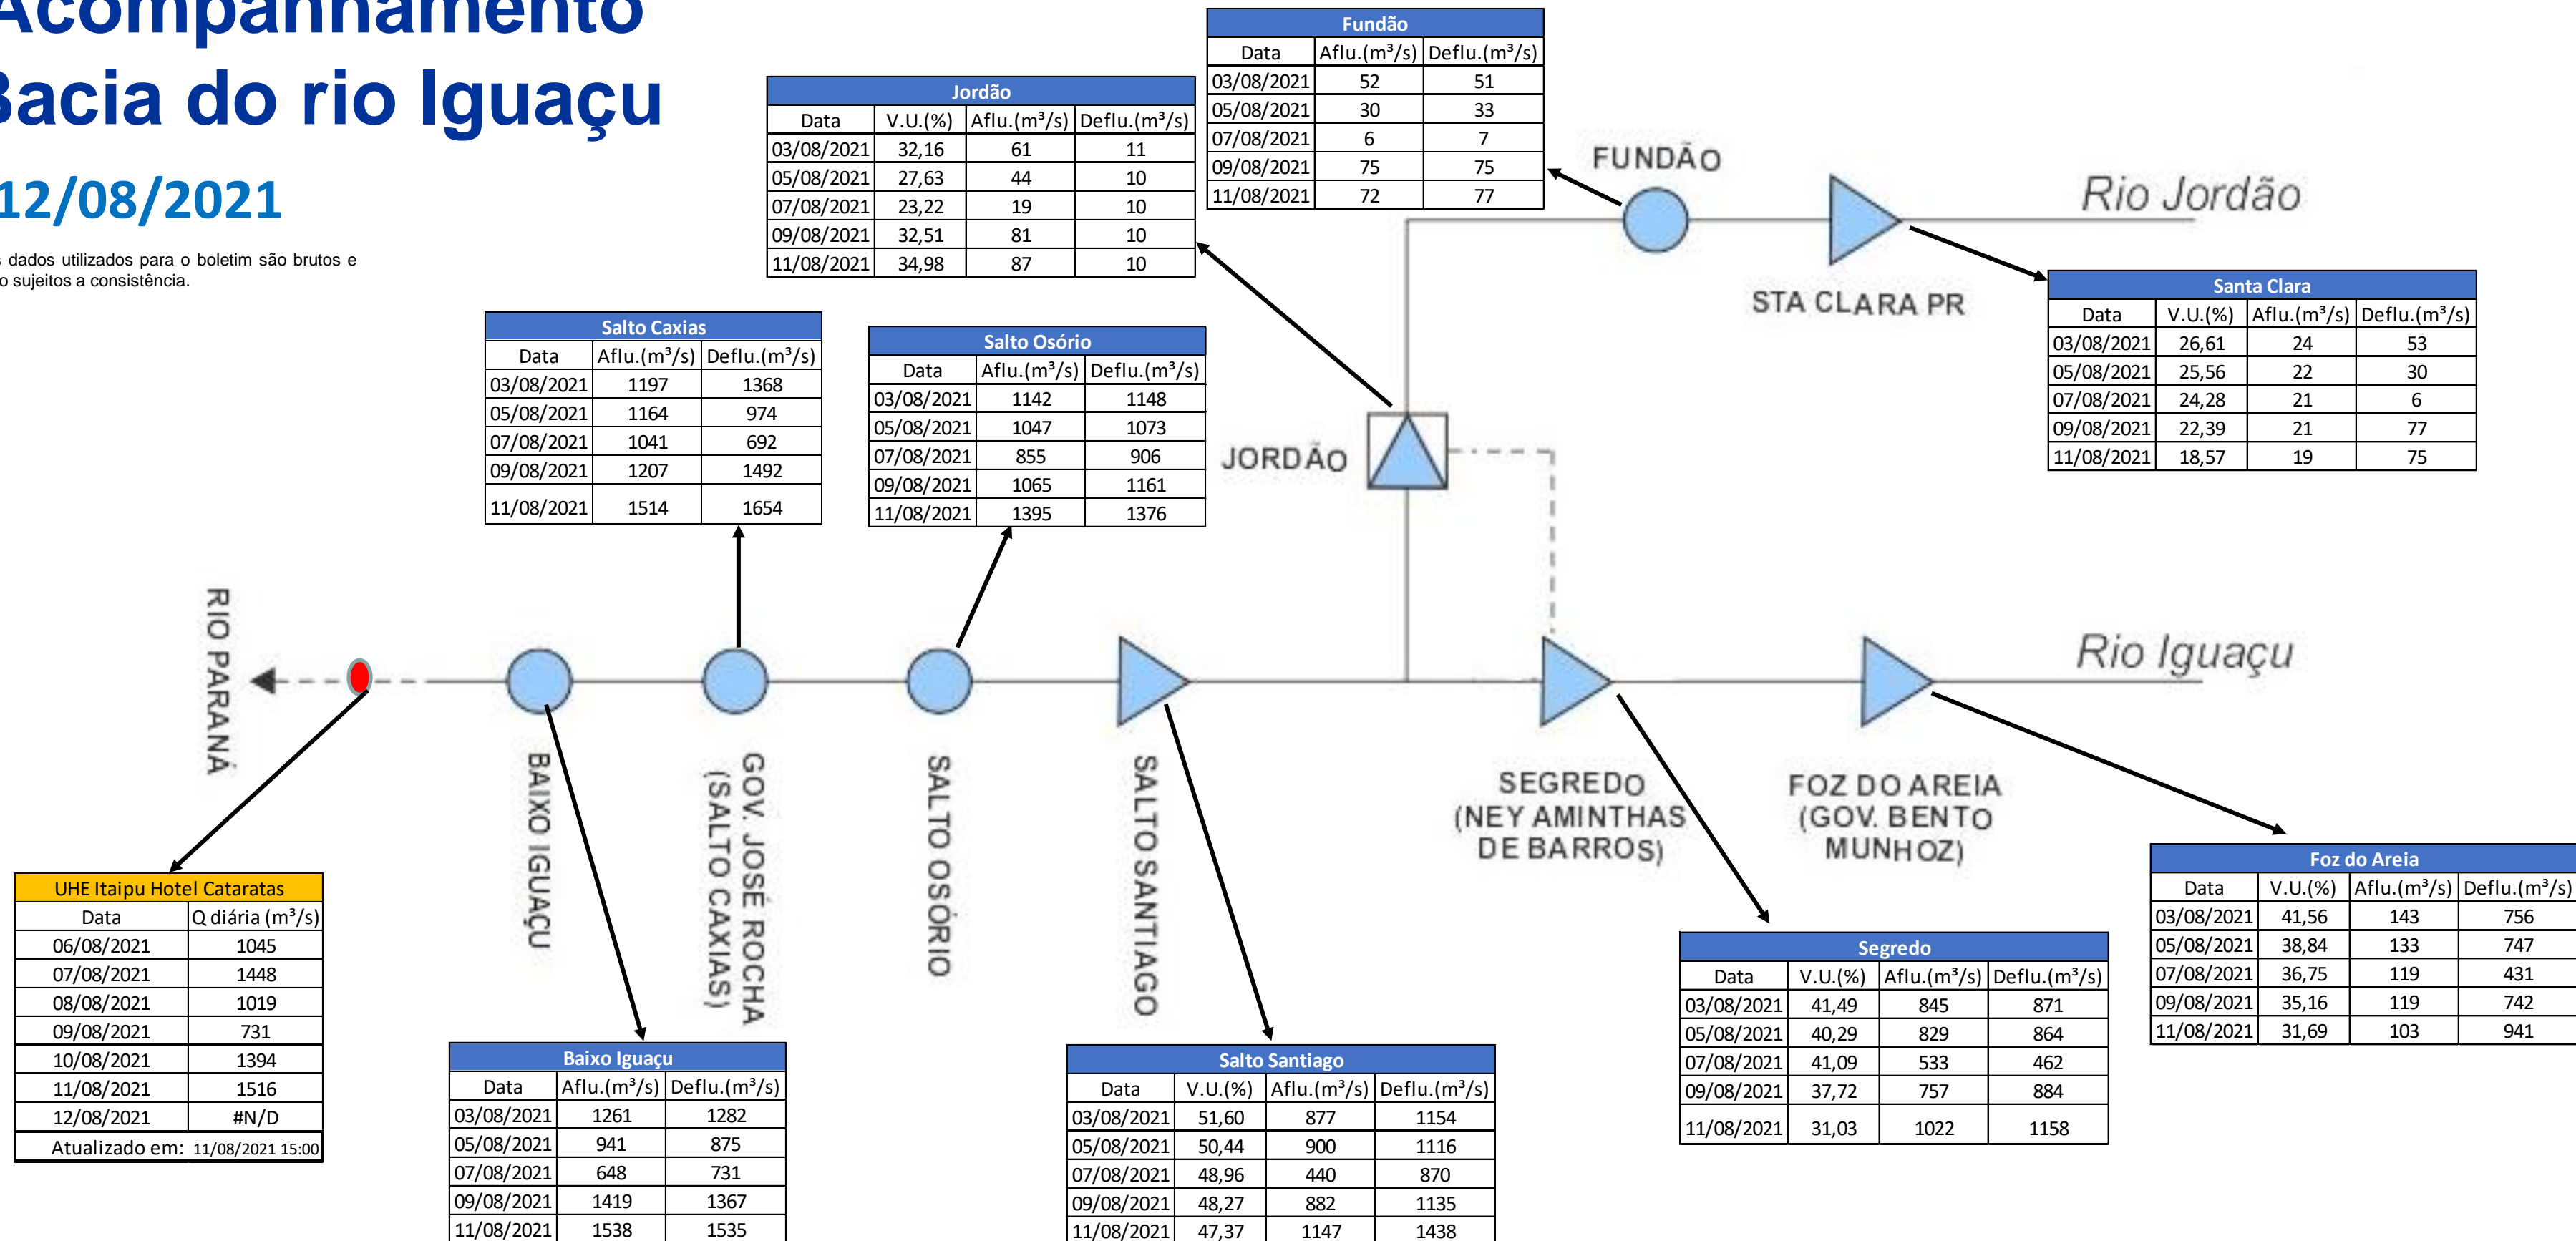 Acompanhamento
Bacia do rio Iguaçu
12/08/2021
s dados utilizados para o boletim são brutos e
o sujeitos a consistência.
Fundão
Data Aflu.(m³/s) Deflu.(m³/s)
03/08/2021 52 51
05/08/2021 30 33
07/08/2021 6 7
09/08/2021 75 75
11/08/2021 72 77
Jordão
Data V.U.(%) Aflu.(m³/s) Deflu.(m³/s)
03/08/2021 32,16 61 11
05/08/2021 27,63 44 10
07/08/2021 23,22 19 10
09/08/2021 32,51 81 10
11/08/2021 34,98 87 10
FUNDÃO
Rio Jordão
STA CLARA PR
Santa Clara
Data V.U.(%) Aflu.(m³/s) Deflu.(m³/s)
03/08/2021 26,61 24 53
05/08/2021 25,56 22 30
07/08/2021 24,28 21 6
09/08/2021 22,39 21 77
11/08/2021 18,57 19 75
Salto Caxias
Data Aflu.(m³/s) Deflu.(m³/s)
03/08/2021 1197 1368
05/08/2021 1164 974
07/08/2021 1041 692
09/08/2021 1207 1492
11/08/2021 1514 1654
Salto Osório
Data Aflu.(m³/s) Deflu.(m³/s)
03/08/2021 1142 1148
05/08/2021 1047 1073
07/08/2021 855 906
09/08/2021 1065 1161
11/08/2021 1395 1376
JORDÃO
RIO PARANÁ
Rio Iguaçu
BAIXO IGUAÇU
GOV. JOSÉ ROCHA
(SALTO CAXIAS)
SALTO OSÓRIO
SALTO SANTIAGO
SEGREDO
(NEY AMINTHAS
DE BARROS)
FOZ DO AREIA
(GOV. BENTO
MUNHOZ)
UHE Itaipu Hotel Cataratas
Data Q diária (m³/s)
06/08/2021 1045
07/08/2021 1448
08/08/2021 1019
09/08/2021 731
10/08/2021 1394
11/08/2021 1516
12/08/2021 #N/D
Atualizado em: 11/08/2021 15:00
Baixo Iguaçu
Data Aflu.(m³/s) Deflu.(m³/s)
03/08/2021 1261 1282
05/08/2021 941 875
07/08/2021 648 731
09/08/2021 1419 1367
11/08/2021 1538 1535
Salto Santiago
Data V.U.(%) Aflu.(m³/s) Deflu.(m³/s)
03/08/2021 51,60 877 1154
05/08/2021 50,44 900 1116
07/08/2021 48,96 440 870
09/08/2021 48,27 882 1135
11/08/2021 47,37 1147 1438
Segredo
Data V.U.(%) Aflu.(m³/s) Deflu.(m³/s)
03/08/2021 41,49 845 871
05/08/2021 40,29 829 864
07/08/2021 41,09 533 462
09/08/2021 37,72 757 884
11/08/2021 31,03 1022 1158
Foz do Areia
Data V.U.(%) Aflu.(m³/s) Deflu.(m³/s)
03/08/2021 41,56 143 756
05/08/2021 38,84 133 747
07/08/2021 36,75 119 431
09/08/2021 35,16 119 742
11/08/2021 31,69 103 941